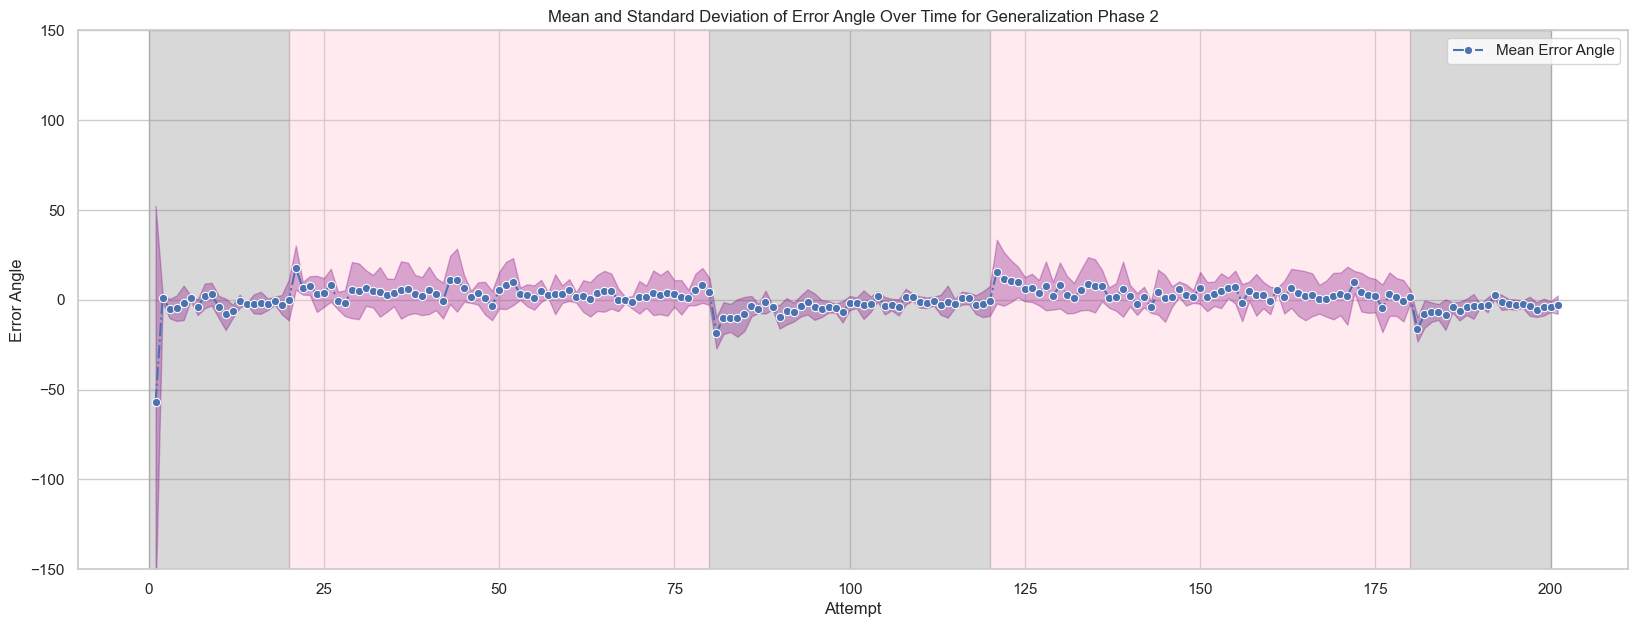 Mean and Standard Deviation of Error Angle Over Time for Generalization Phase 2
Mean Error Angle
Error Angle
150
100
50
0
−50
−100
−150
0 25 50 75 100 125 150 175 200
Attempt